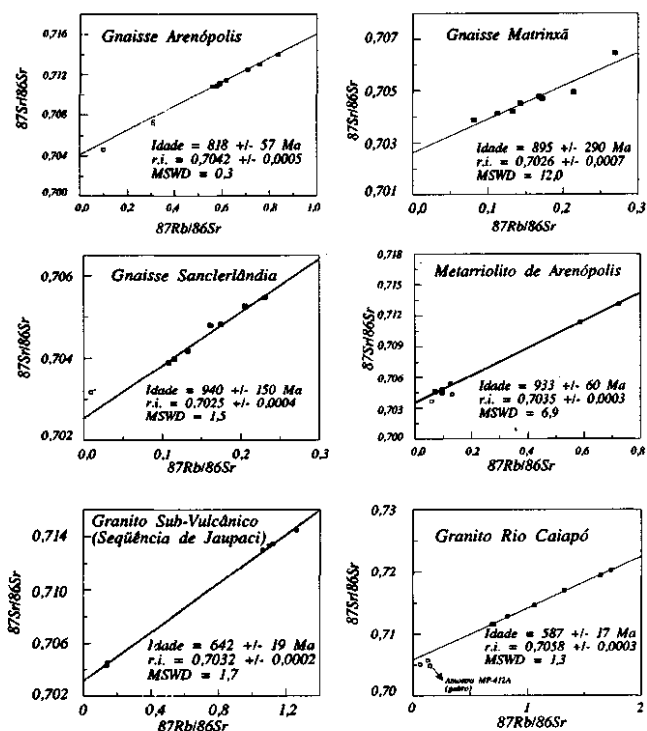 Gnaisse Arenópolis
87Sr/86Sr
0,716
0,712
0,708
0,704
0,700
Idade = 818 +/- 57 Ma
r.i. = 0,7042 +/- 0,0005
MSWD = 0.3
0,0 0,2 0,4 0,6 0,8 1,0
87Rb/86Sr
Gnaisse Matrinxã
87Sr/86Sr
0,707
0,705
0,703
0,701
Idade = 895 +/- 290 Ma
r.i. = 0,7026 +/- 0,0007
MSWD = 12,0
0,0 0,1 0,2 0,3
87Rb/86Sr
Gnaisse Sanclerlândia
87Sr/86Sr
0,706
0,704
0,702
Idade = 940 +/- 150 Ma
r.i. = 0,7025 +/- 0,0004
MSWD = 1,5
0,0 0,1 0,2 0,3
87Rb/86Sr
Metarriolito de Arenópolis
87Sr/86Sr
0,718
0,715
0,712
0,709
0,706
0,703
0,700
Idade = 933 +/- 60 Ma
r.i. = 0,7035 +/- 0,0003
MSWD = 6,9
0,0 0,2 0,4 0,6 0,8
87Rb/86Sr
Granito Sub-Vulcânico
(Seqüência de Jaupaci)
87Sr/86Sr
0,714
0,710
0,706
0,702
Idade = 642 +/- 19 Ma
r.i. = 0,7032 +/- 0,0002
MSWD = 1,7
0 0,4 0,8 1,2
87Rb/86Sr
Granito Rio Caiapó
87Sr/86Sr
0,73
0,72
0,71
0,70
Idade = 587 +/- 17 Ma
r.i. = 0,7058 +/- 0,0003
MSWD = 1,3
Amostra MP-412A
(gabro)
0 1 2
87Rb/86Sr